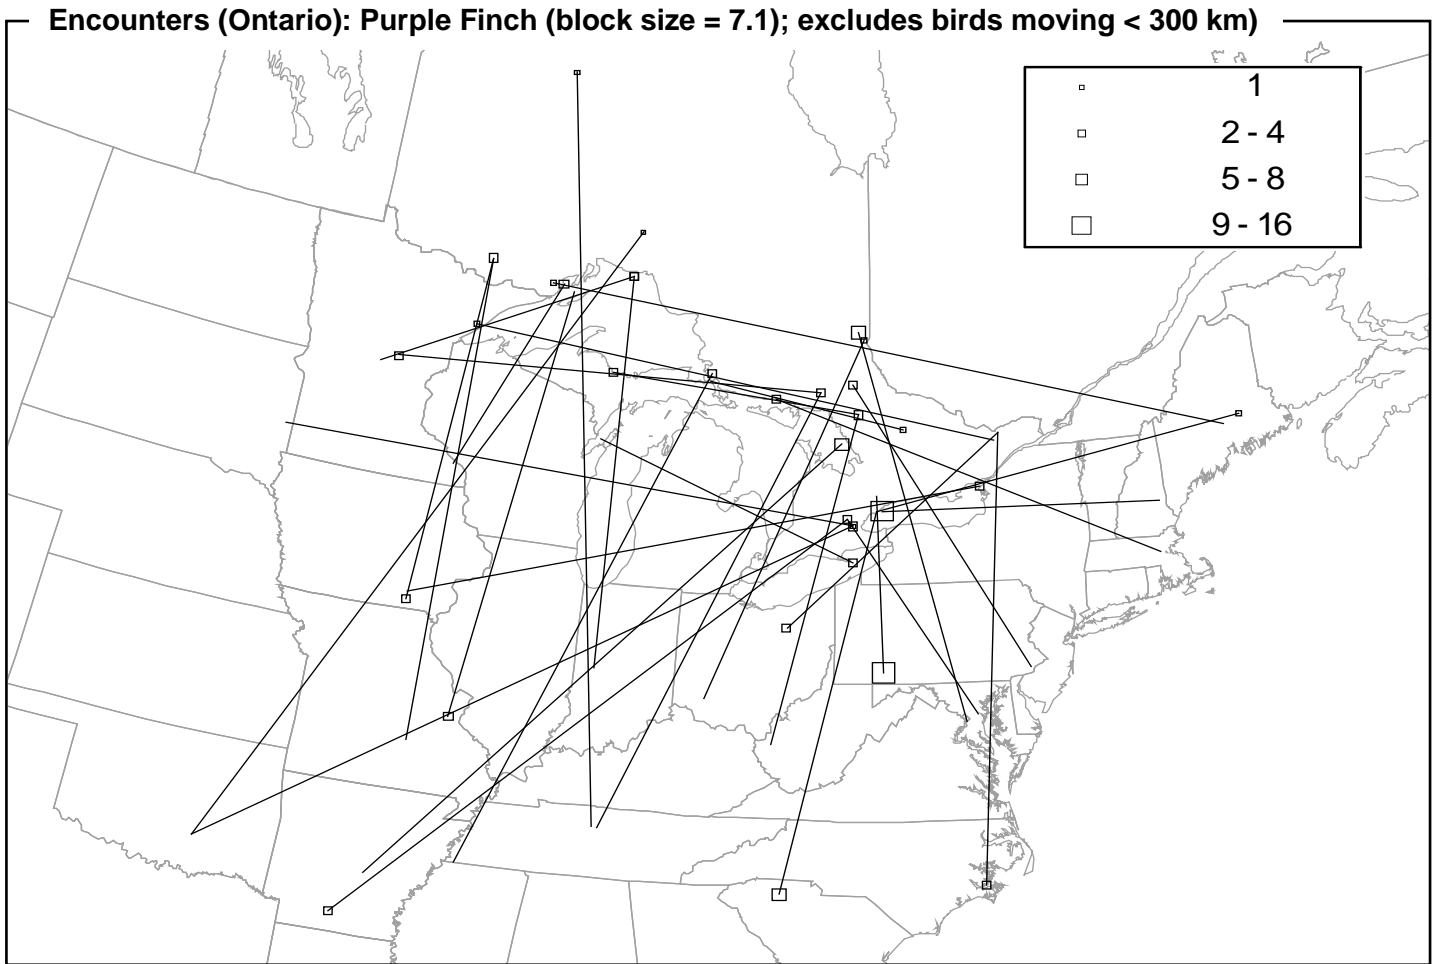 Encounters (Ontario): Purple Finch (block size = 7.1); excludes birds moving < 300 km)
1
2 - 4
5 - 8
9 - 16